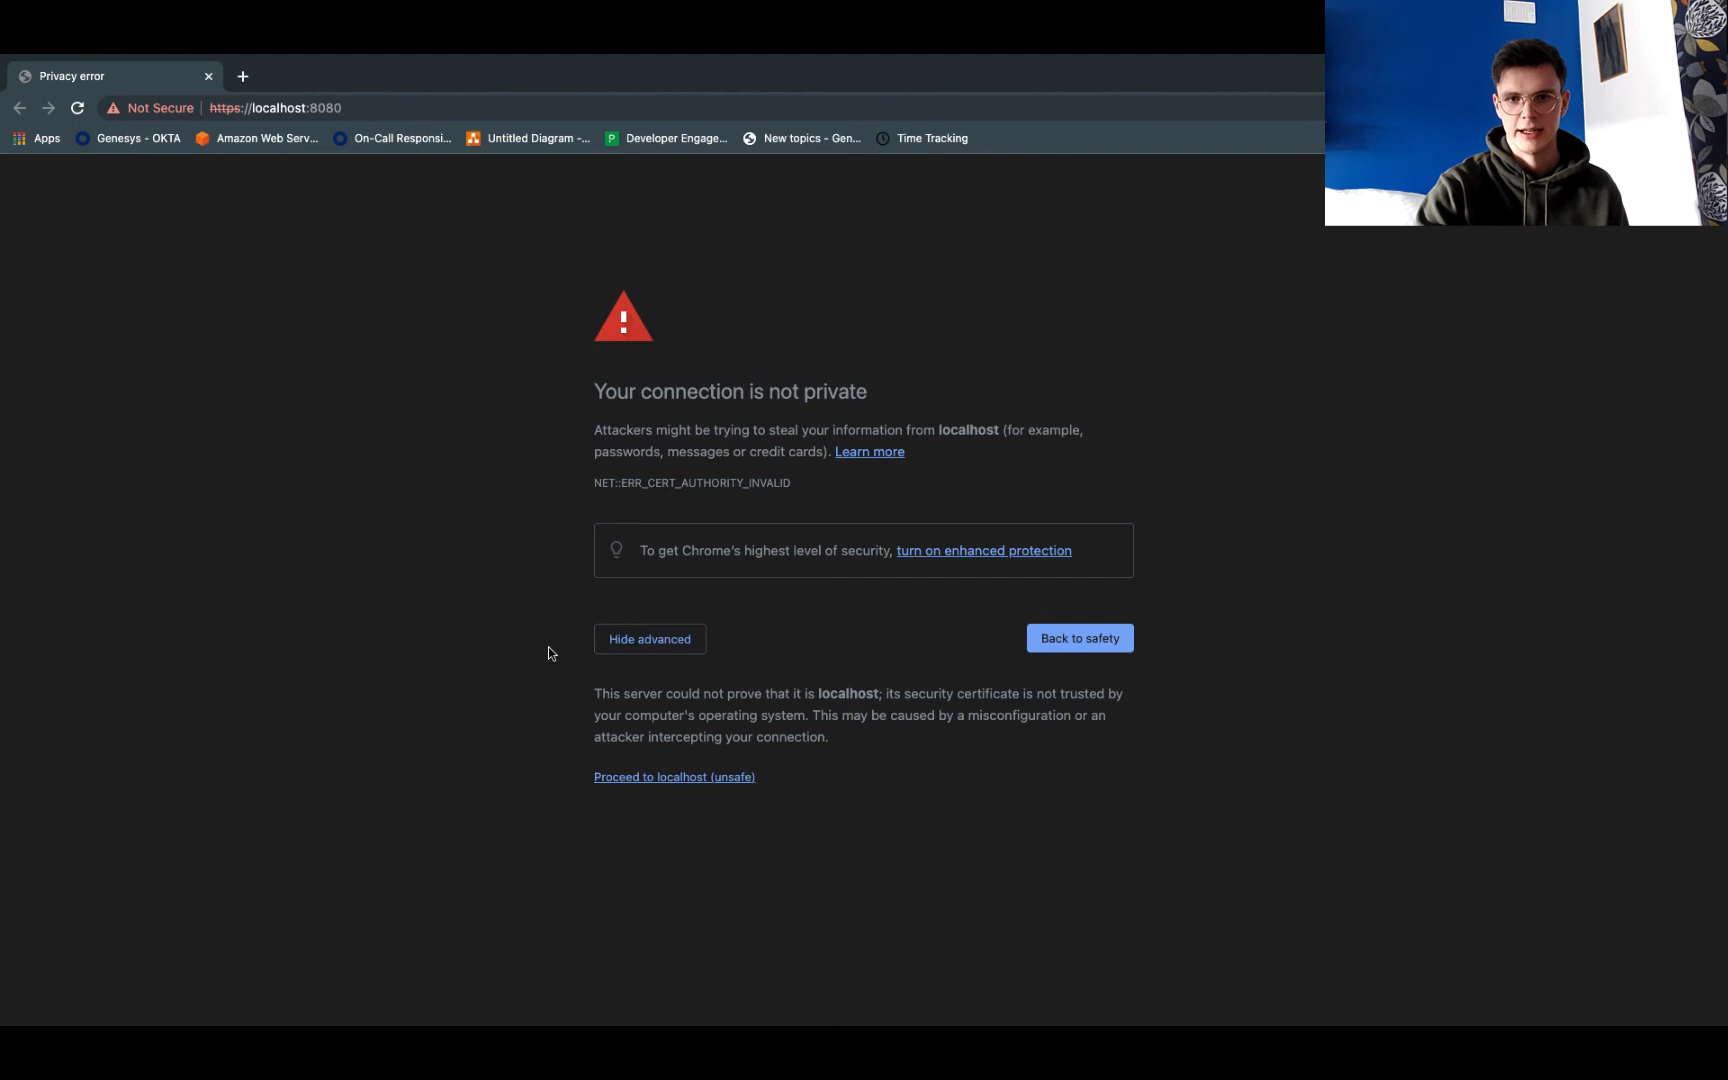 Privacy error
Not Secure | https://localhost:8080
Apps Genesys - OKTA Amazon Web Serv... On-Call Responsi... Untitled Diagram -... Developer Engage... New topics - Gen... Time Tracking
!
Your connection is not private
Attackers might be trying to steal your information from localhost (for example,
passwords, messages or credit cards). Learn more
NET::ERR_CERT_AUTHORITY_INVALID
To get Chrome's highest level of security, turn on enhanced protection
Hide advanced Back to safety
This server could not prove that it is localhost; its security certificate is not trusted by
your computer's operating system. This may be caused by a misconfiguration or an
attacker intercepting your connection.
Proceed to localhost (unsafe)